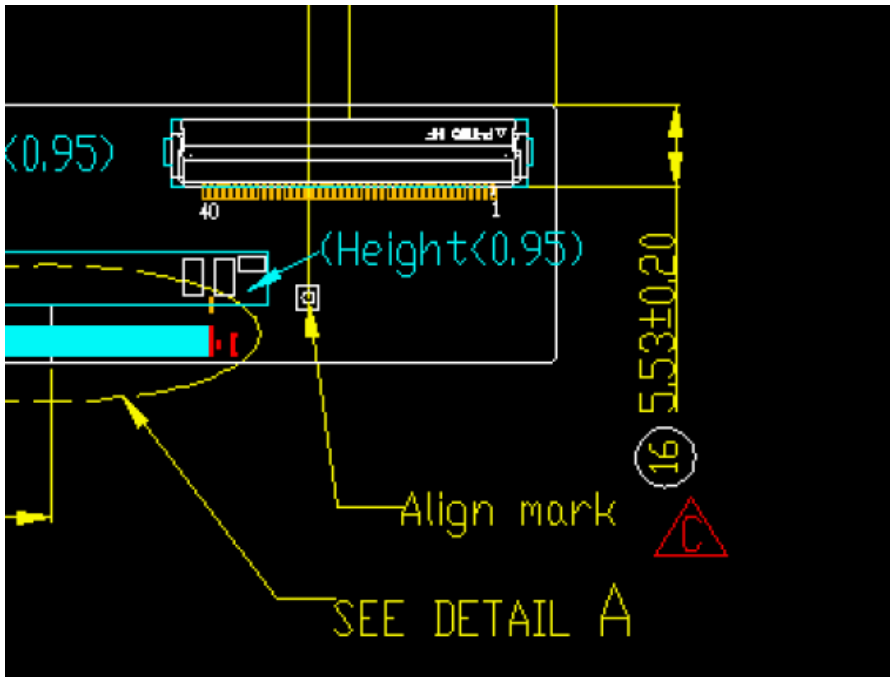 <0.95)
40
1
(Height<0.95)
5.53±0.20
16
C
Align mark
SEE DETAIL A